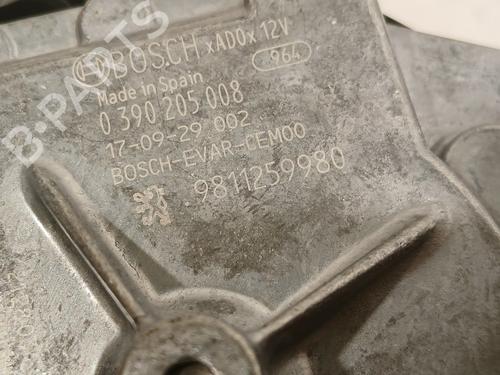 BOSCH xADOx 12V
Made in Spain 964
0 390 205 008
17-09-29 002
BOSCH-EVAR-CEM00
9811259980
B-PARTS